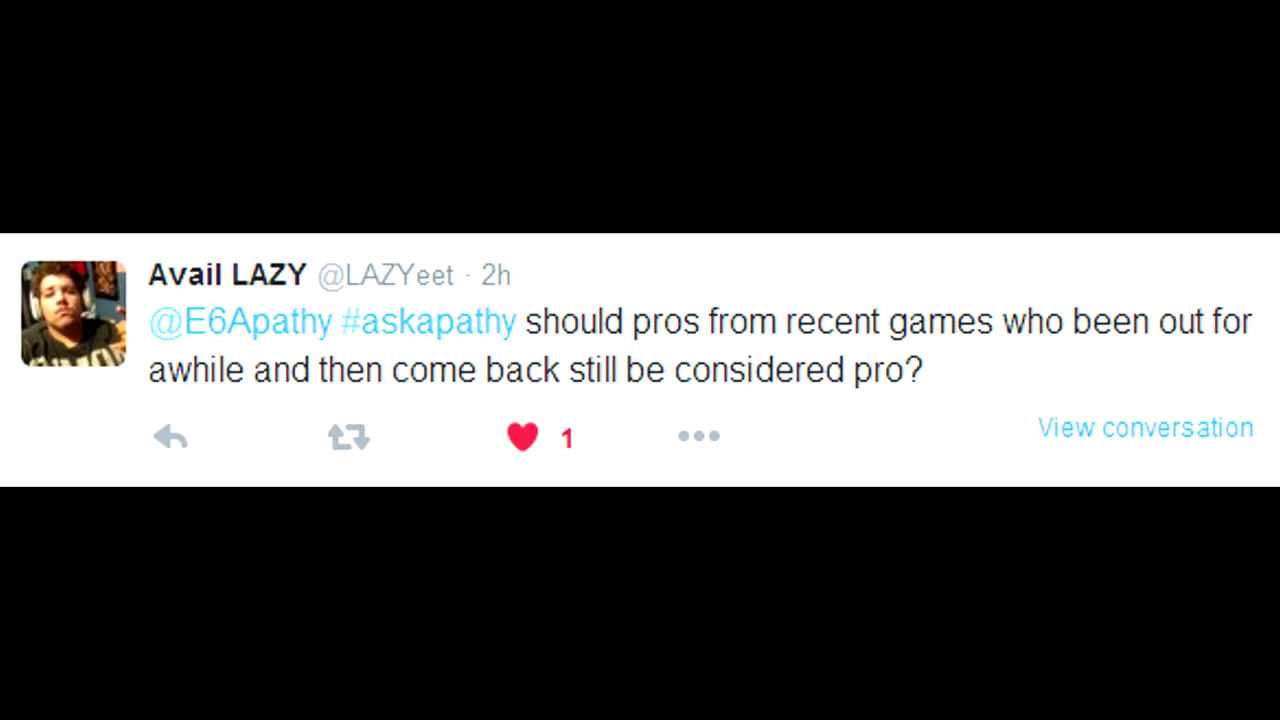 Avail LAZY @LAZYeet · 2h
@E6Apathy #askapathy should pros from recent games who been out for
awhile and then come back still be considered pro?
1
View conversation